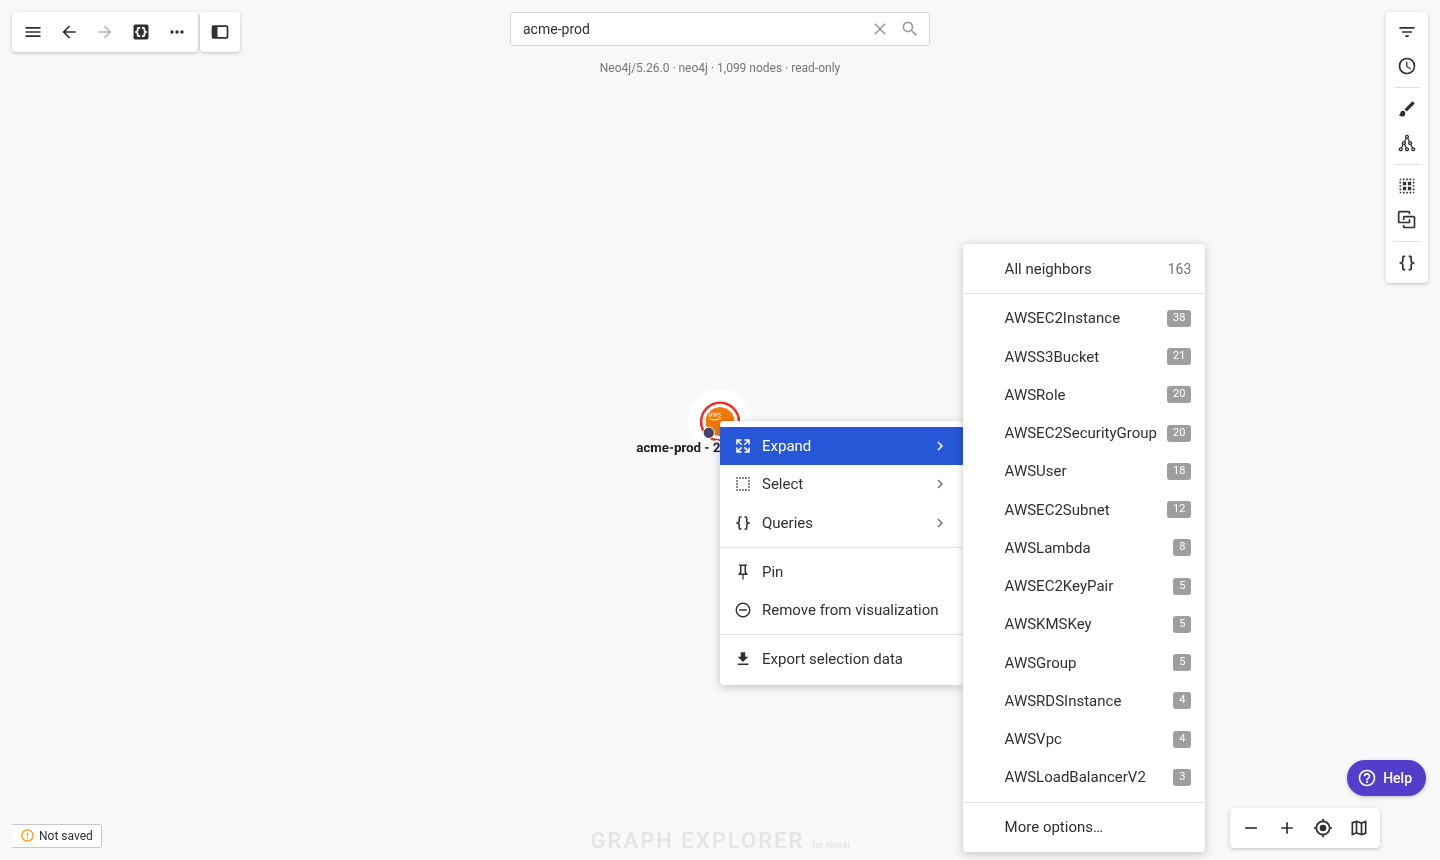 acme-prod
Neo4j/5.26.0 · neo4j · 1,099 nodes · read-only
aws
acme-prod - 2
Expand
Select
Queries
Pin
Remove from visualization
Export selection data
All neighbors 163
AWSEC2Instance 38
AWSS3Bucket 21
AWSRole 20
AWSEC2SecurityGroup 20
AWSUser 18
AWSEC2Subnet 12
AWSLambda 8
AWSEC2KeyPair 5
AWSKMSKey 5
AWSGroup 5
AWSRDSInstance 4
AWSVpc 4
AWSLoadBalancerV2 3
More options…
Help
Not saved
GRAPH EXPLORER for Neo4j